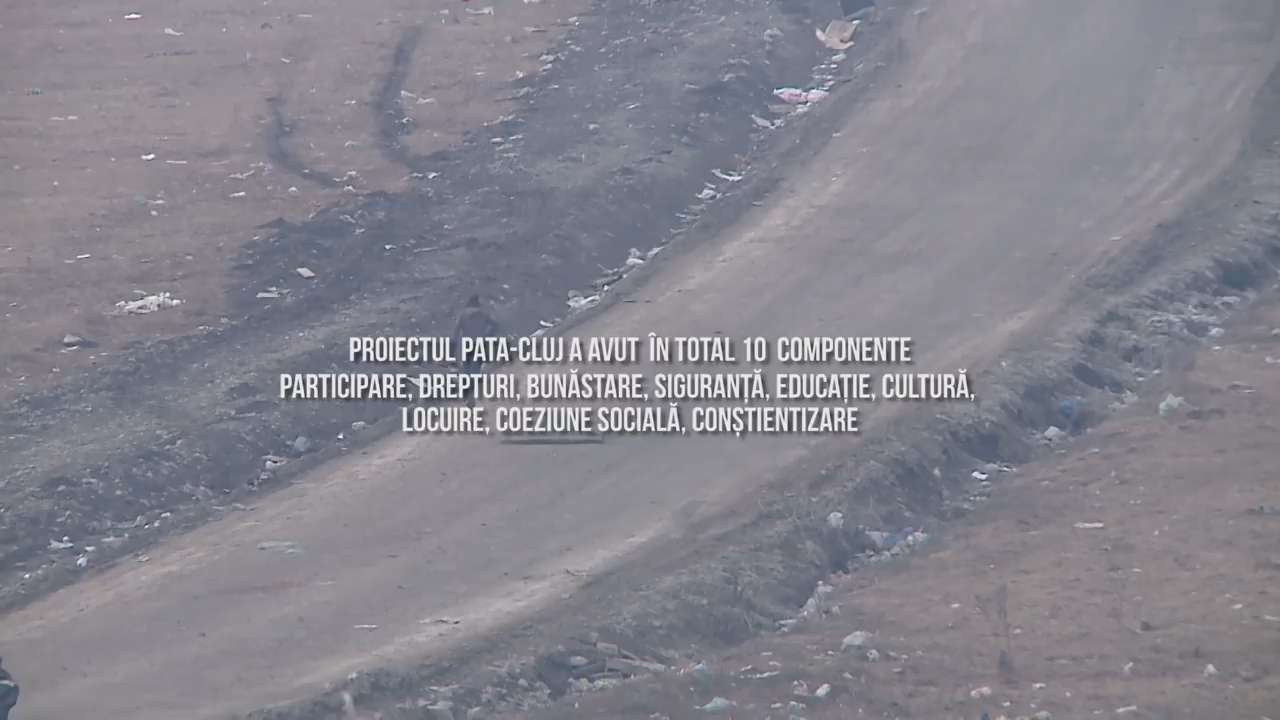 PROIECTUL PATA-CLUJ A AVUT ÎN TOTAL 10 COMPONENTE
PARTICIPARE, DREPTURI, BUNĂSTARE, SIGURANȚĂ, EDUCAȚIE, CULTURĂ,
LOCUIRE, COEZIUNE SOCIALĂ, CONȘTIENTIZARE